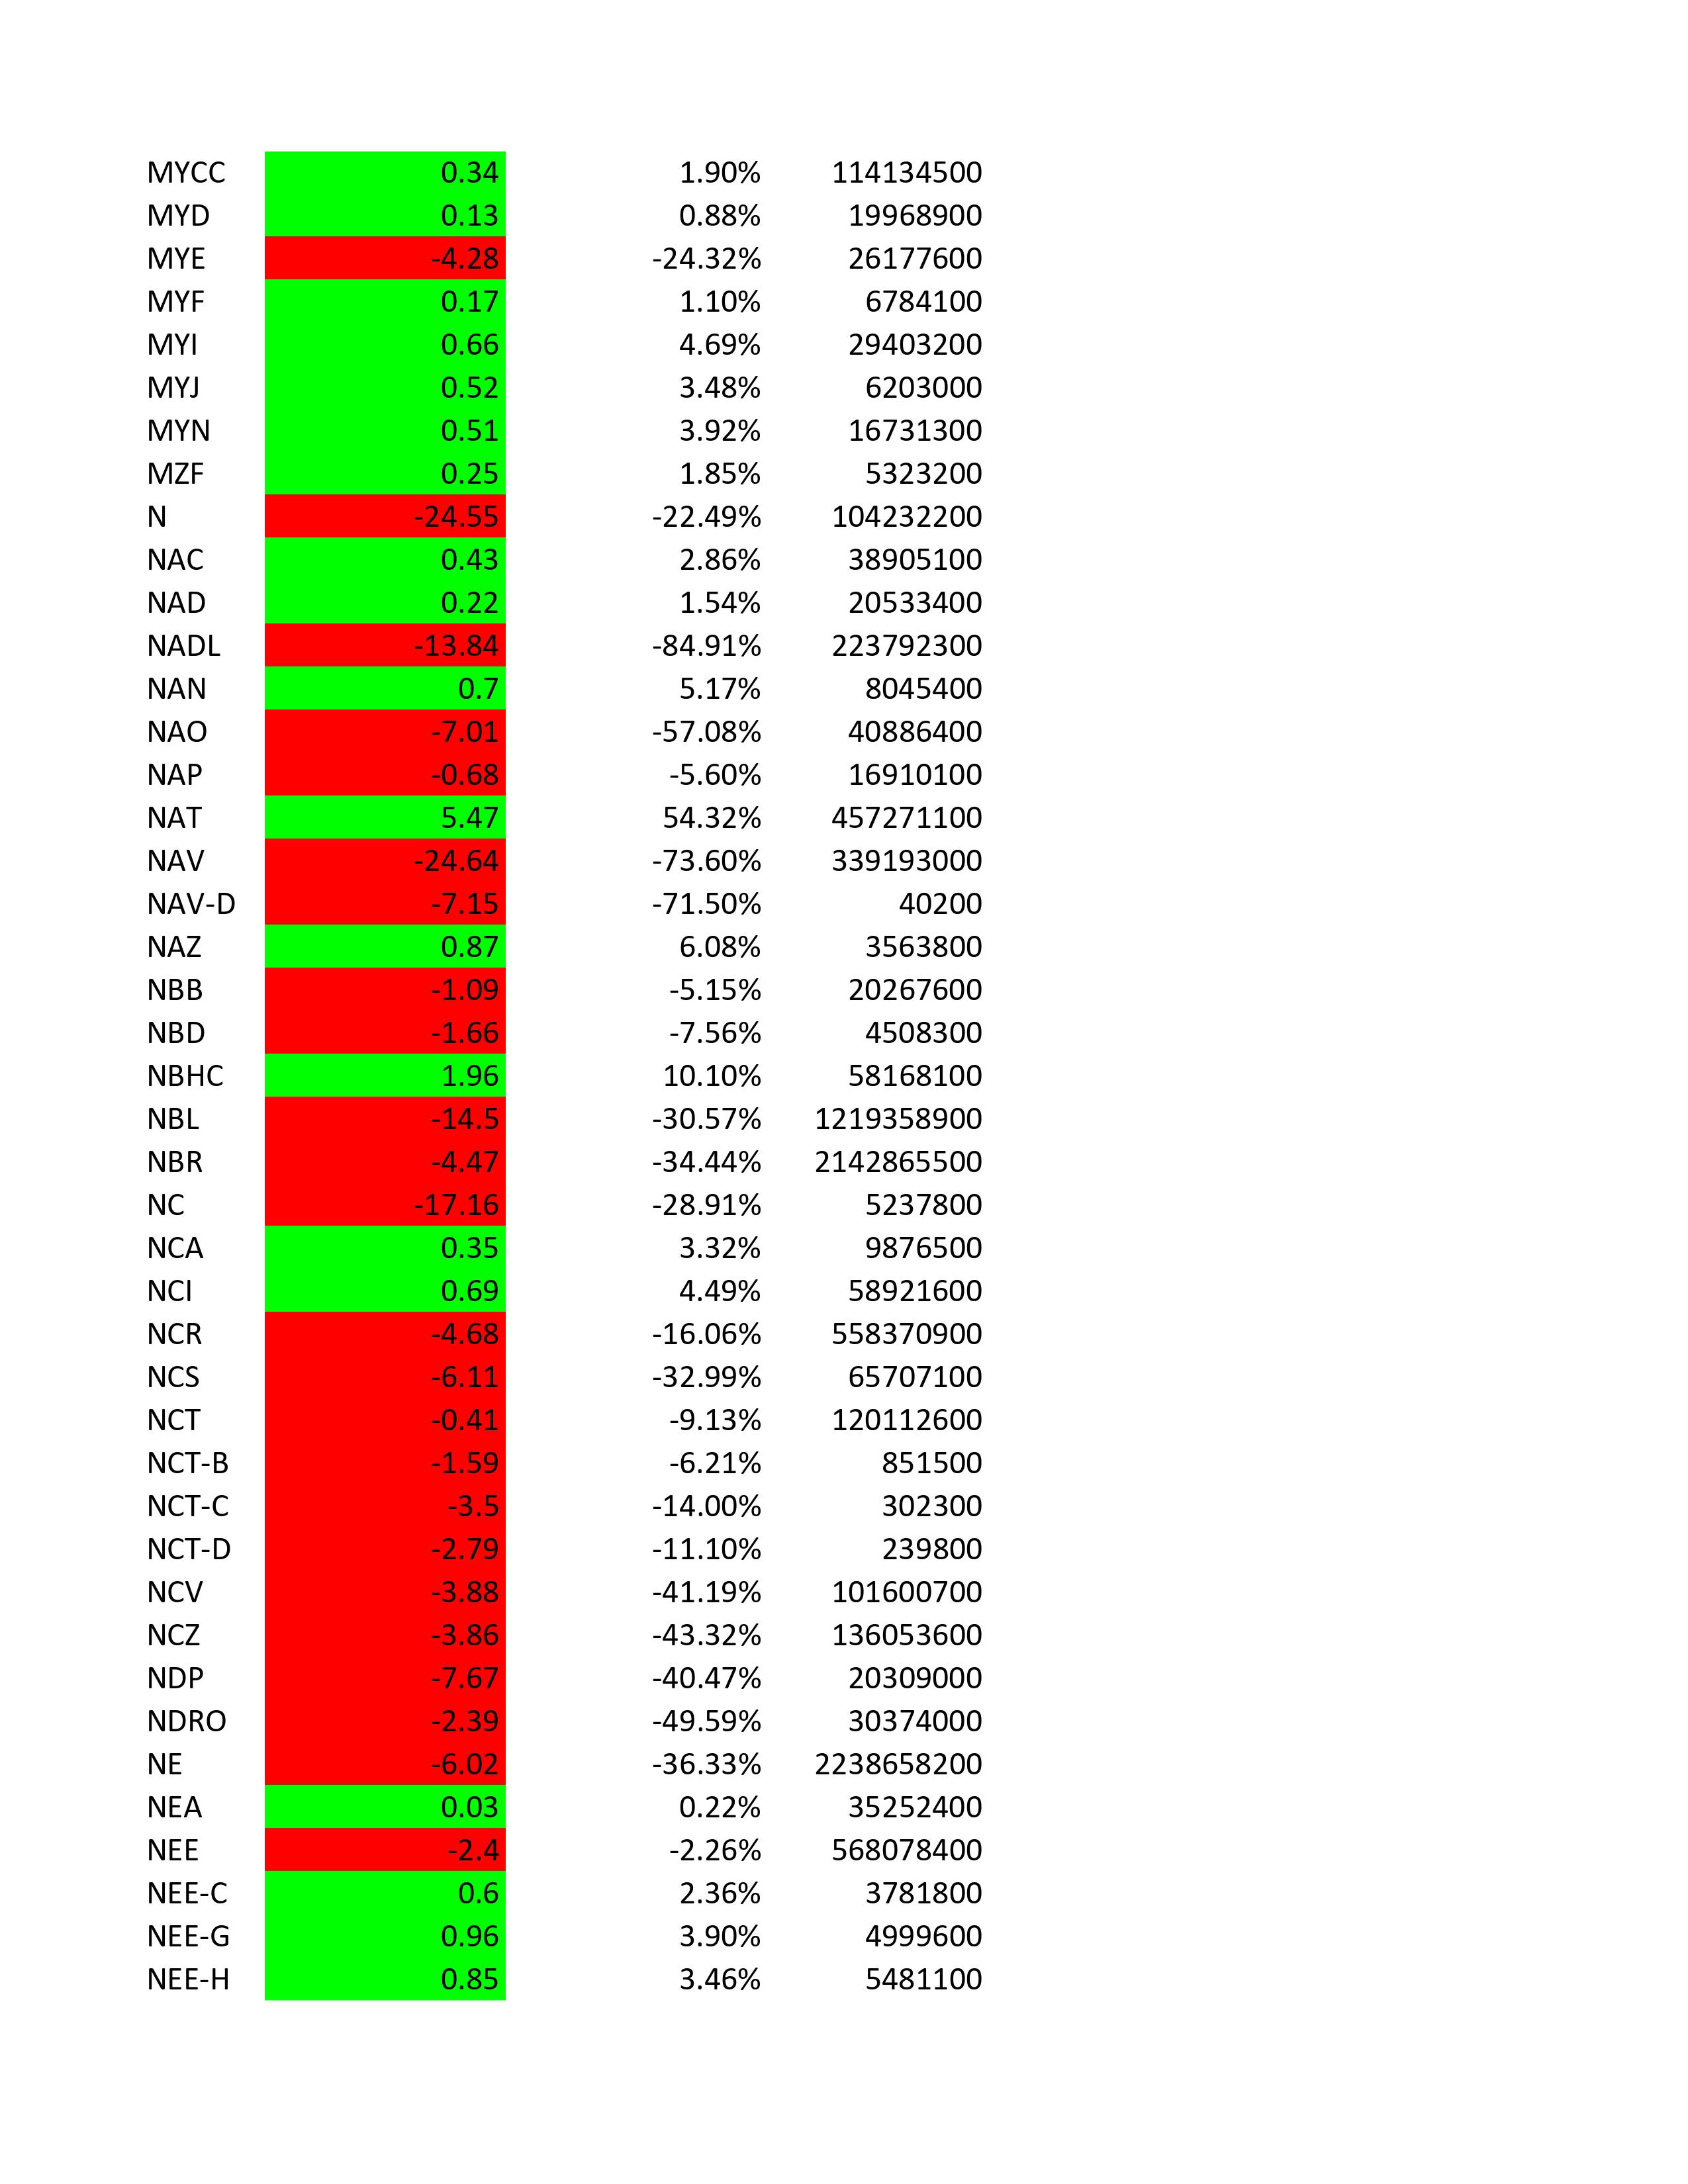 MYCC 0.34 1.90% 114134500
MYD 0.13 0.88% 19968900
MYE -4.28 -24.32% 26177600
MYF 0.17 1.10% 6784100
MYI 0.66 4.69% 29403200
MYJ 0.52 3.48% 6203000
MYN 0.51 3.92% 16731300
MZF 0.25 1.85% 5323200
N -24.55 -22.49% 104232200
NAC 0.43 2.86% 38905100
NAD 0.22 1.54% 20533400
NADL -13.84 -84.91% 223792300
NAN 0.7 5.17% 8045400
NAO -7.01 -57.08% 40886400
NAP -0.68 -5.60% 16910100
NAT 5.47 54.32% 457271100
NAV -24.64 -73.60% 339193000
NAV-D -7.15 -71.50% 40200
NAZ 0.87 6.08% 3563800
NBB -1.09 -5.15% 20267600
NBD -1.66 -7.56% 4508300
NBHC 1.96 10.10% 58168100
NBL -14.5 -30.57% 1219358900
NBR -4.47 -34.44% 2142865500
NC -17.16 -28.91% 5237800
NCA 0.35 3.32% 9876500
NCI 0.69 4.49% 58921600
NCR -4.68 -16.06% 558370900
NCS -6.11 -32.99% 65707100
NCT -0.41 -9.13% 120112600
NCT-B -1.59 -6.21% 851500
NCT-C -3.5 -14.00% 302300
NCT-D -2.79 -11.10% 239800
NCV -3.88 -41.19% 101600700
NCZ -3.86 -43.32% 136053600
NDP -7.67 -40.47% 20309000
NDRO -2.39 -49.59% 30374000
NE -6.02 -36.33% 2238658200
NEA 0.03 0.22% 35252400
NEE -2.4 -2.26% 568078400
NEE-C 0.6 2.36% 3781800
NEE-G 0.96 3.90% 4999600
NEE-H 0.85 3.46% 5481100